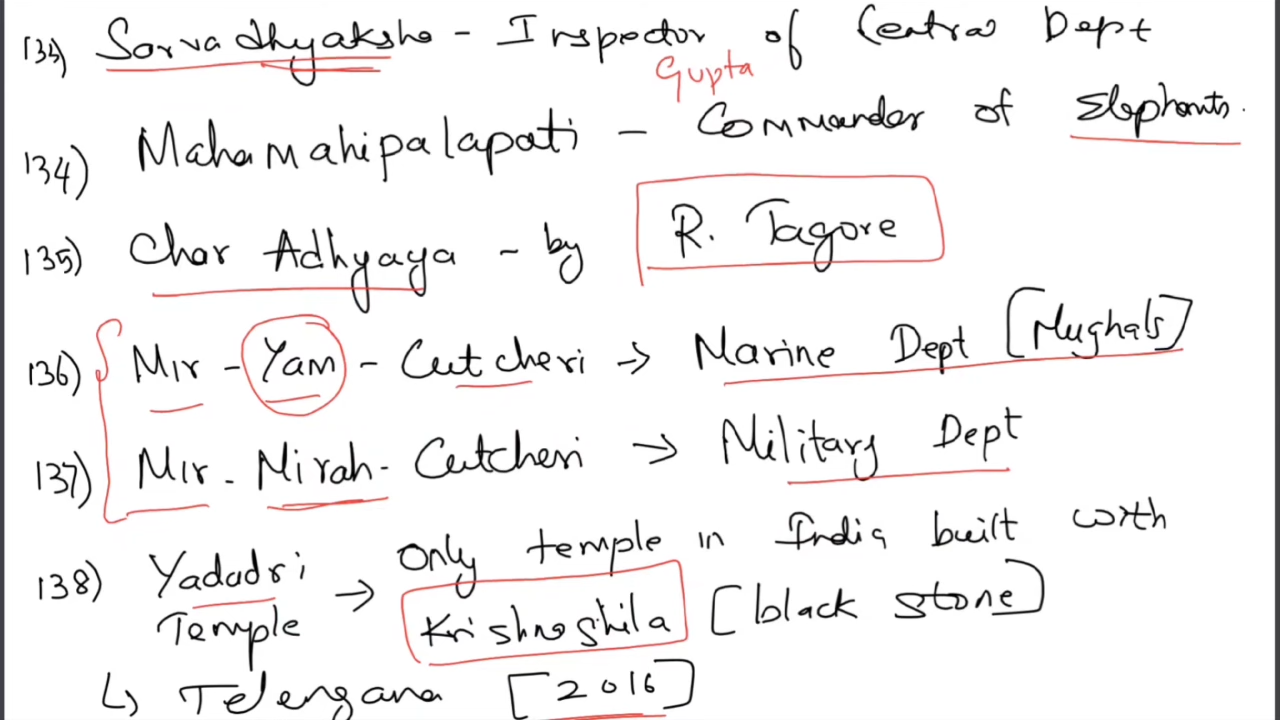 133) Sarvadhyaksha - Inspector of Central Dept
Gupta
134) Mahamahipalapati - Commander of Elephants.
135) Char Adhyaya - by R. Tagore
136) Mir - Yam - Cutcheri → Marine Dept [Mughals]
137) Mir - Mirah - Cutcheri → Military Dept
138) Yadadri Temple → Only temple in India built with
Krishnashila [black stone]
↳ Telengana [2016]